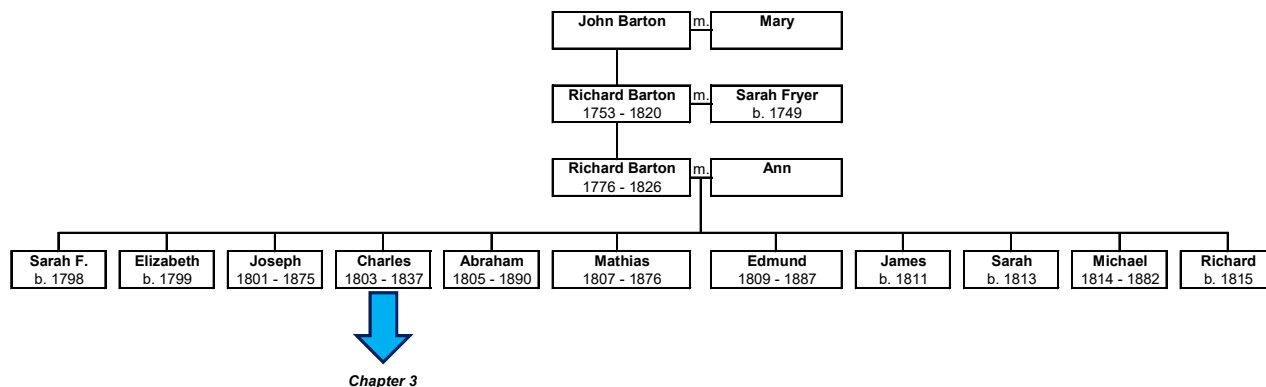 John Barton m. Mary
Richard Barton m. Sarah Fryer
1753 - 1820 b. 1749
Richard Barton m. Ann
1776 - 1826
Sarah F. Elizabeth Joseph Charles Abraham Mathias Edmund James Sarah Michael Richard
b. 1798 b. 1799 1801 - 1875 1803 - 1837 1805 - 1890 1807 - 1876 1809 - 1887 b. 1811 b. 1813 1814 - 1882 b. 1815
Chapter 3